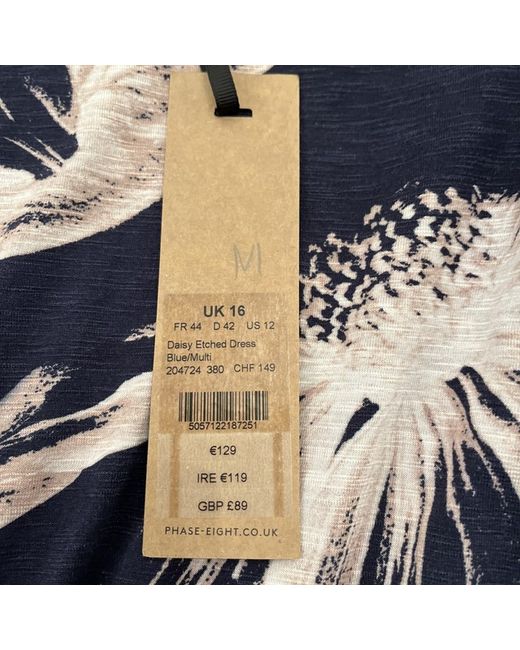 M
UK 16
FR 44 D 42 US 12
Daisy Etched Dress
Blue/Multi
204724 380 CHF 149
5057122187251
€129
IRE €119
GBP £89
PHASE-EIGHT.CO.UK